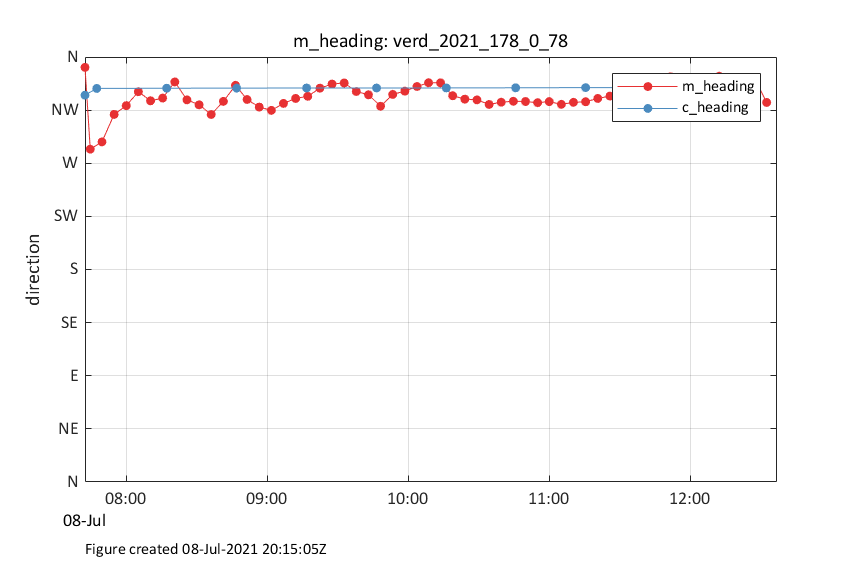 m_heading: verd_2021_178_0_78
N
NW
W
SW
S
SE
E
NE
N
direction
m_heading
c_heading
08:00 09:00 10:00 11:00 12:00
08-Jul
Figure created 08-Jul-2021 20:15:05Z